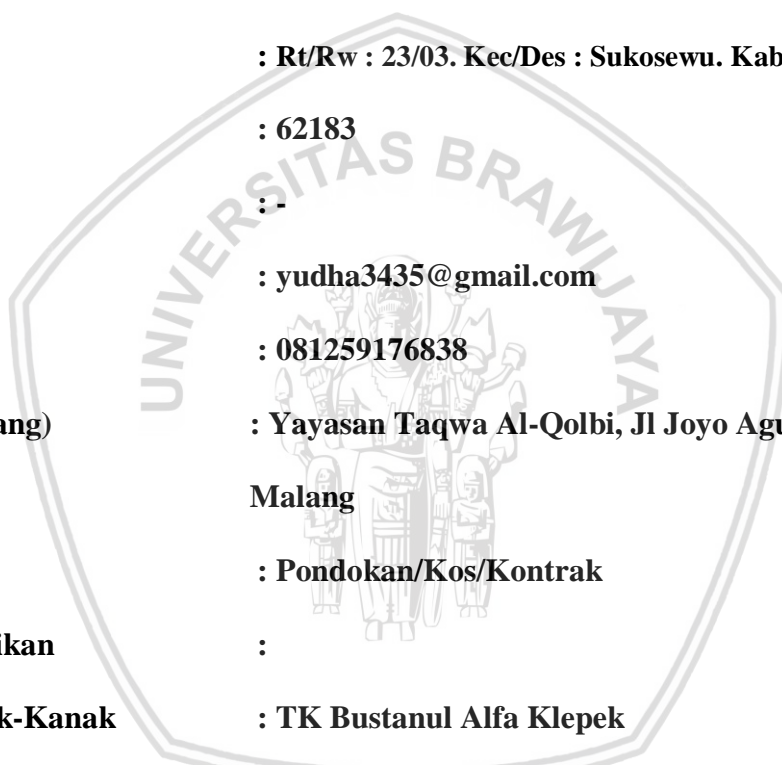 : Rt/Rw : 23/03. Kec/Des : Sukosewu. Kab
: 62183
: -
: yudha3435@gmail.com
: 081259176838
ang) : Yayasan Taqwa Al-Qolbi, Jl Joyo Agu
Malang
: Pondokan/Kos/Kontrak
ikan :
k-Kanak : TK Bustanul Alfa Klepek
UNIVERSITAS BRAWIJAYA